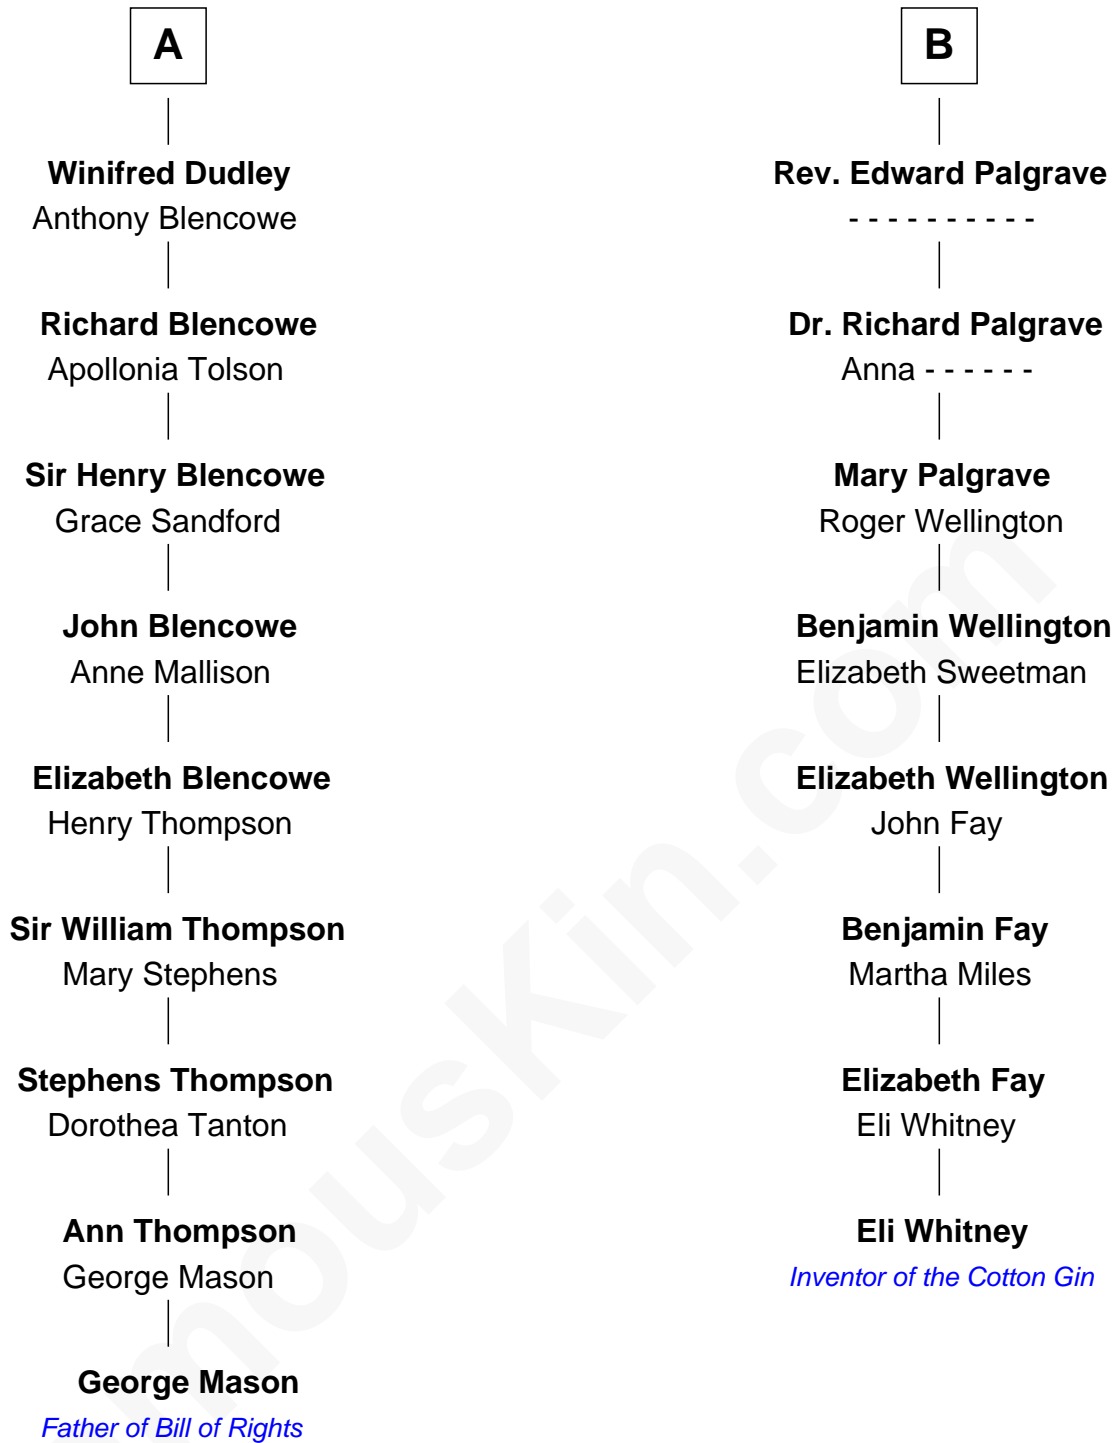 A
Winifred Dudley
Anthony Blencowe
Richard Blencowe
Apollonia Tolson
Sir Henry Blencowe
Grace Sandford
John Blencowe
Anne Mallison
Elizabeth Blencowe
Henry Thompson
Sir William Thompson
Mary Stephens
Stephens Thompson
Dorothea Tanton
Ann Thompson
George Mason
George Mason
Father of Bill of Rights
B
Rev. Edward Palgrave
- - - - - - - - - -
Dr. Richard Palgrave
Anna - - - - - -
Mary Palgrave
Roger Wellington
Benjamin Wellington
Elizabeth Sweetman
Elizabeth Wellington
John Fay
Benjamin Fay
Martha Miles
Elizabeth Fay
Eli Whitney
Eli Whitney
Inventor of the Cotton Gin
mousKin.com